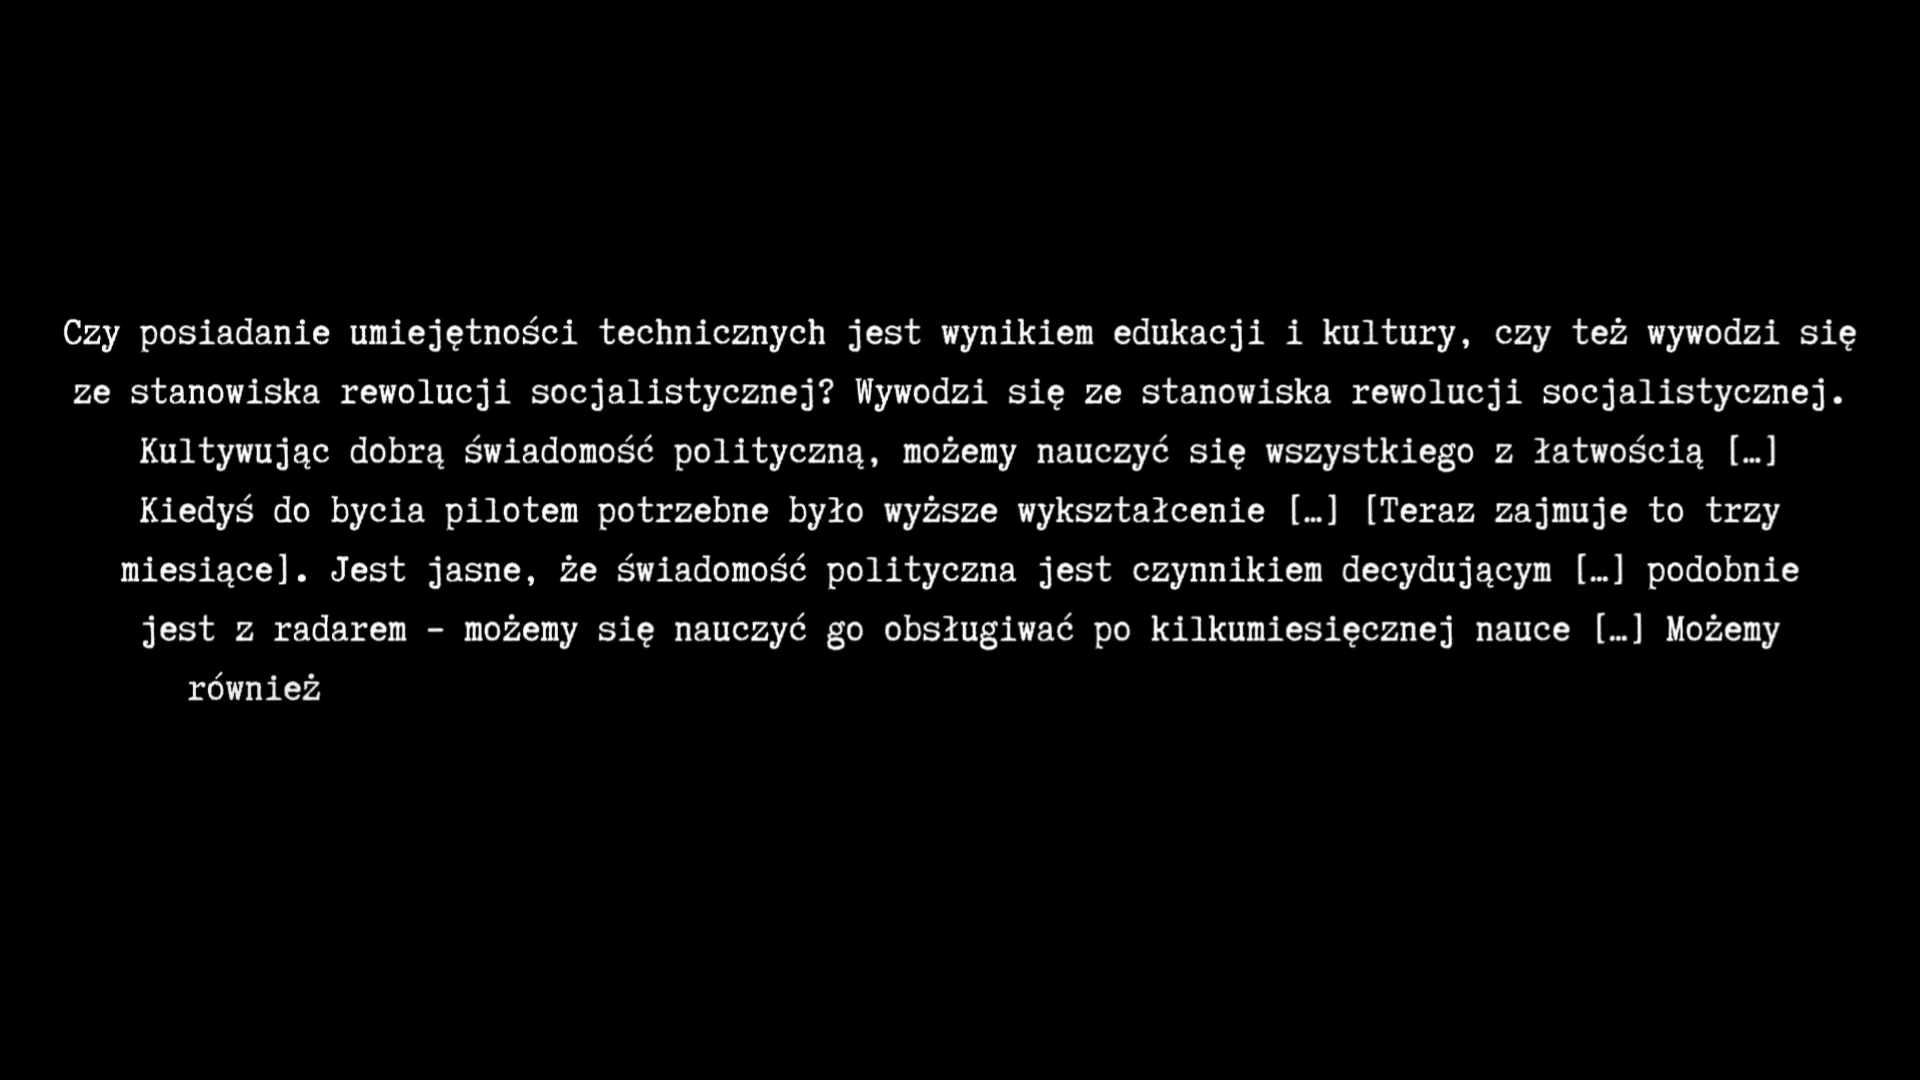 Czy posiadanie umiejętności technicznych jest wynikiem edukacji i kultury, czy też wywodzi się
ze stanowiska rewolucji socjalistycznej? Wywodzi się ze stanowiska rewolucji socjalistycznej.
Kultywując dobrą świadomość polityczną, możemy nauczyć się wszystkiego z łatwością […]
Kiedyś do bycia pilotem potrzebne było wyższe wykształcenie […] [Teraz zajmuje to trzy
miesiące]. Jest jasne, że świadomość polityczna jest czynnikiem decydującym […] podobnie
jest z radarem – możemy się nauczyć go obsługiwać po kilkumiesięcznej nauce […] Możemy
również